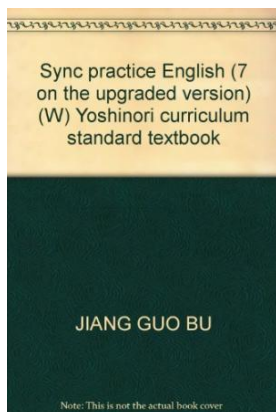 Sync practice English (7
on the upgraded version)
(W) Yoshinori curriculum
standard textbook
JIANG GUO BU
Note: This is not the actual book cover